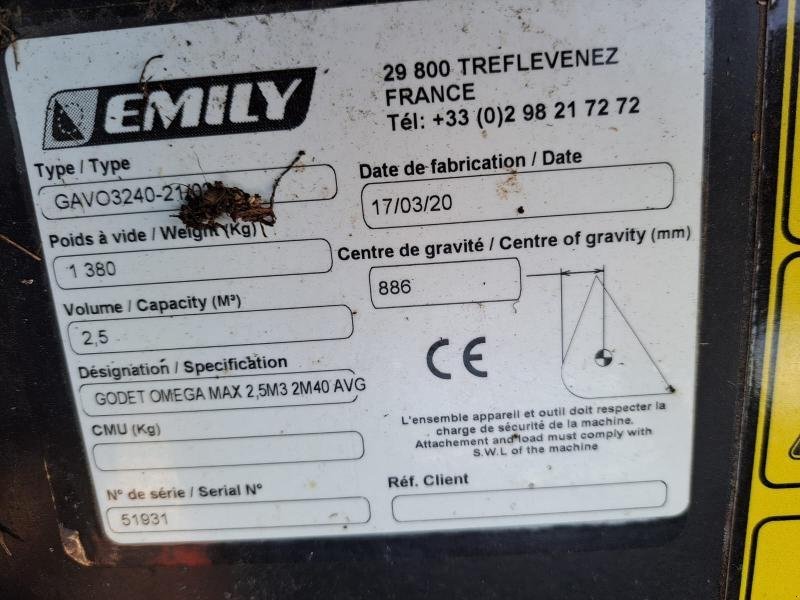 EMILY
29 800 TREFLEVENEZ
FRANCE
Tél: +33 (0)2 98 21 72 72
Type / Type
Date de fabrication / Date
17/03/20
Poids à vide / Weight (Kg)
1 380
Centre de gravité / Centre of gravity (mm)
886
Volume / Capacity (M³)
2,5
CE
Désignation / Specification
GODET OMEGA MAX 2,5M3 2M40 AVG
L'ensemble appareil et outil doit respecter la
charge de sécurité de la machine.
Attachement and load must comply with
S.W.L of the machine
CMU (Kg)
N° de série / Serial N°
51931
Réf. Client